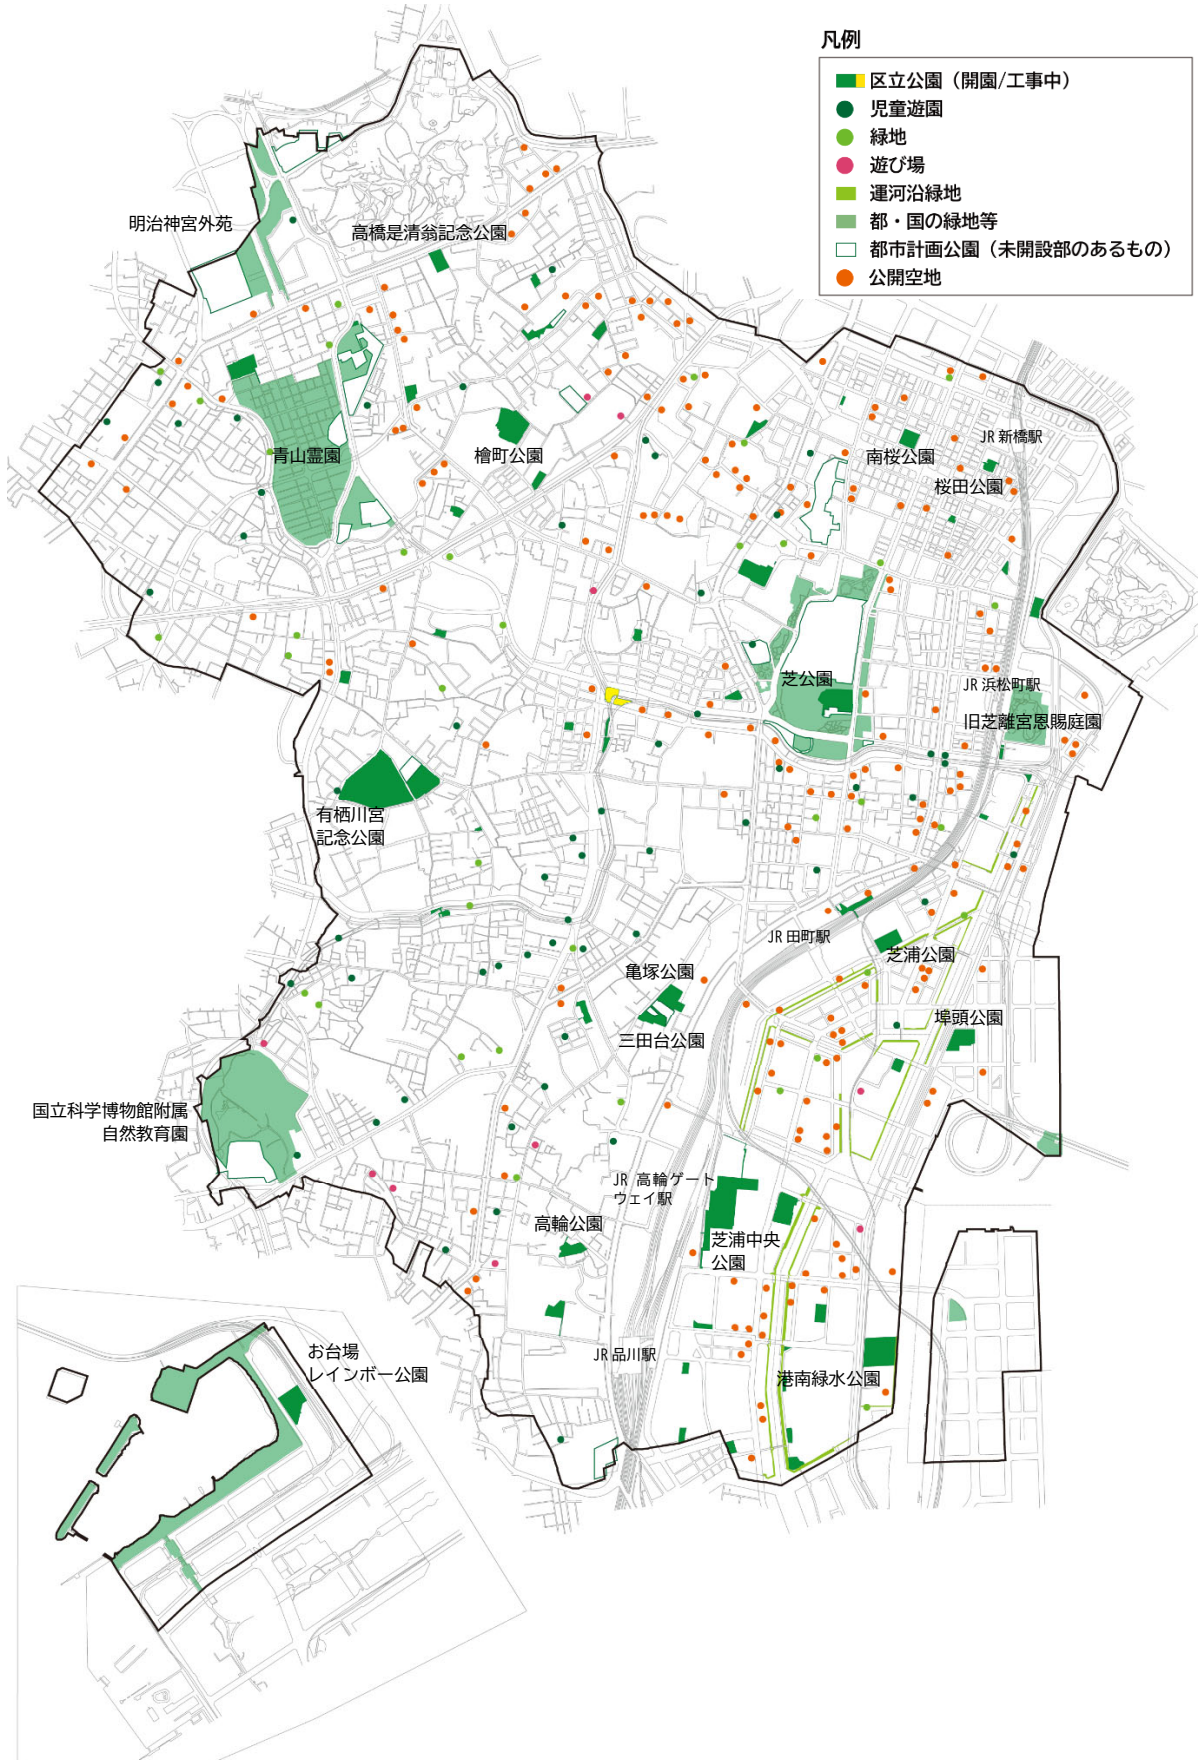 凡例
区立公園（開園/工事中）
児童遊園
緑地
遊び場
運河沿緑地
都・国の緑地等
都市計画公園（未開設部のあるもの）
公開空地
明治神宮外苑
高橋是清翁記念公園
JR 新橋駅
南桜公園
青山霊園
檜町公園
桜田公園
芝公園
JR 浜松町駅
旧芝離宮恩賜庭園
有栖川宮
記念公園
JR 田町駅
芝浦公園
亀塚公園
埠頭公園
三田台公園
国立科学博物館附属
自然教育園
JR 高輪ゲート
ウェイ駅
高輪公園
芝浦中央
公園
お台場
レインボー公園
JR 品川駅
港南緑水公園